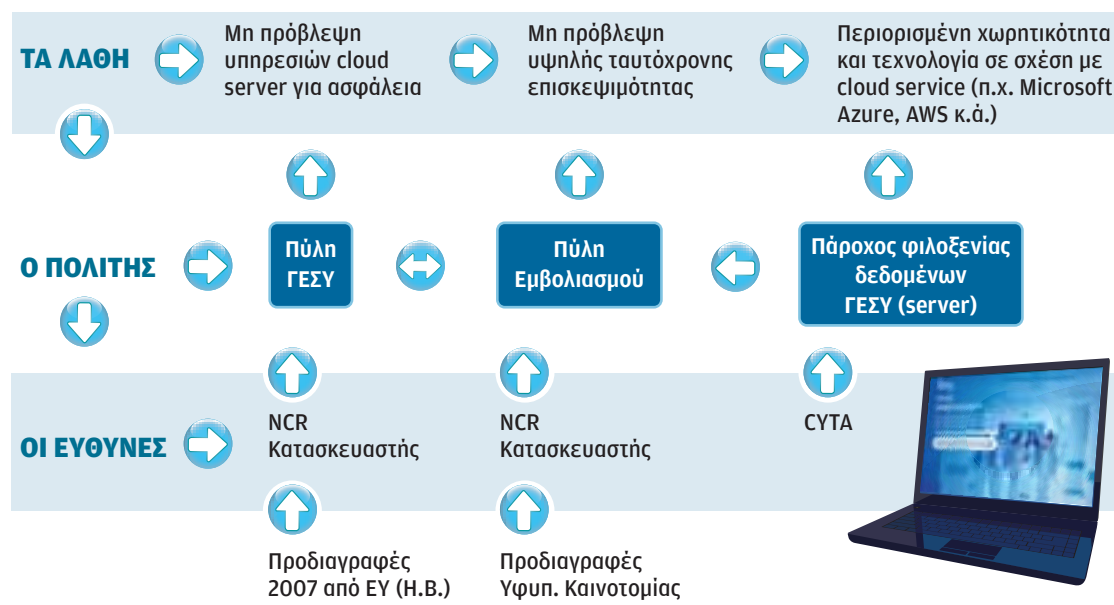 ΤΑ ΛΑΘΗ
Μη πρόβλεψη
υπηρεσιών cloud
server για ασφάλεια
Μη πρόβλεψη
υψηλής ταυτόχρονης
επισκεψιμότητας
Περιορισμένη χωρητικότητα
και τεχνολογία σε σχέση με
cloud service (π.χ. Microsoft
Azure, AWS κ.ά.)
Ο ΠΟΛΙΤΗΣ
Πύλη
ΓΕΣΥ
Πύλη
Εμβολιασμού
Πάροχος φιλοξενίας
δεδομένων
ΓΕΣΥ (server)
ΟΙ ΕΥΘΥΝΕΣ
NCR
Κατασκευαστής
NCR
Κατασκευαστής
CYTA
Προδιαγραφές
2007 από ΕΥ (Η.Β.)
Προδιαγραφές
Υφυπ. Καινοτομίας